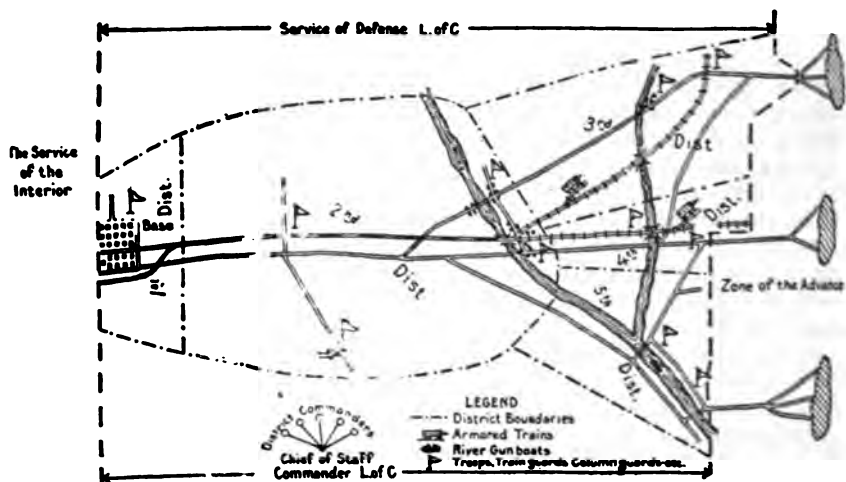 Service of Defense L. of C
The Service
of the
Interior
Base
1st
Dist.
2nd
Dist
3rd
Dist
4th
Dist.
5th
Dist.
Zone of the Advance
District Commanders
C
Chief of Staff
Commander L.of C
LEGEND
District Boundaries
Armored Trains
River Gunboats
Troops, Train guards, Column guards etc.